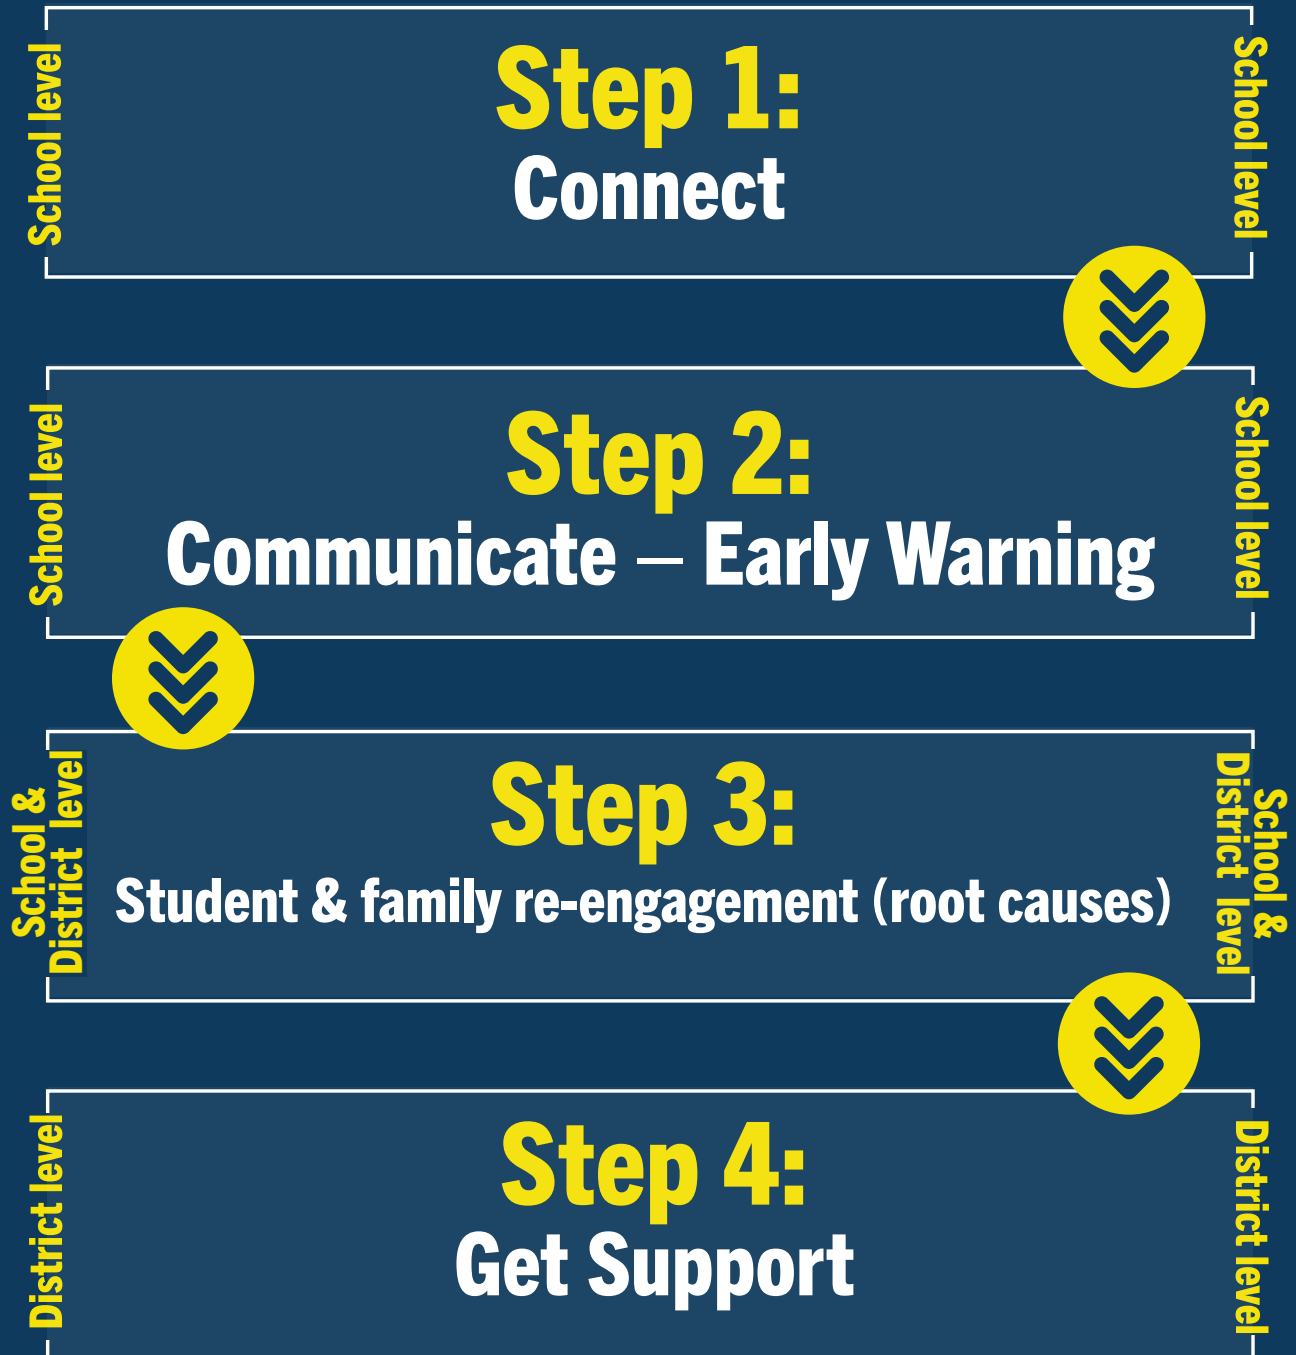 School level
Step 1:
Connect
School level
School level
Step 2:
Communicate – Early Warning
School level
School &
District level
Step 3:
Student & family re-engagement (root causes)
School &
District level
District level
Step 4:
Get Support
District level